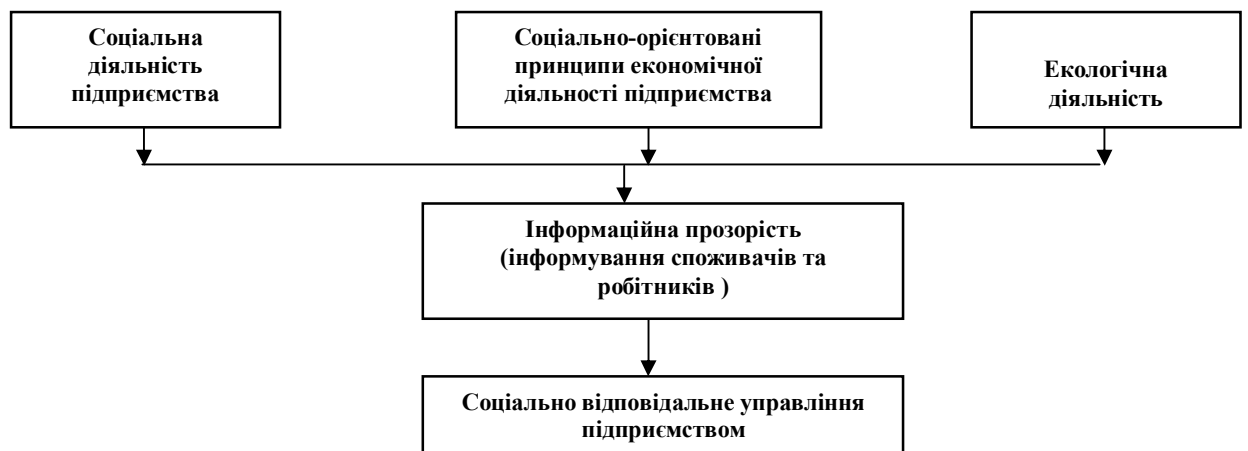 Соціальна
діяльність
підприємства
Соціально-орієнтовані
принципи економічної
діяльності підприємства
Екологічна
діяльність
Інформаційна прозорість
(інформування споживачів та
робітників )
Соціально відповідальне управління
підприємством